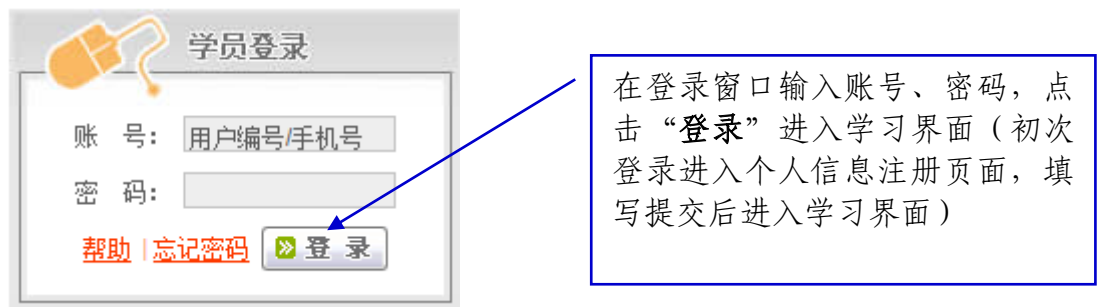 学员登录
账 号: 用户编号/手机号
密 码:
帮助 | 忘记密码 登 录
在登录窗口输入账号、密码，点
击“登录”进入学习界面（初次
登录进入个人信息注册页面，填
写提交后进入学习界面）